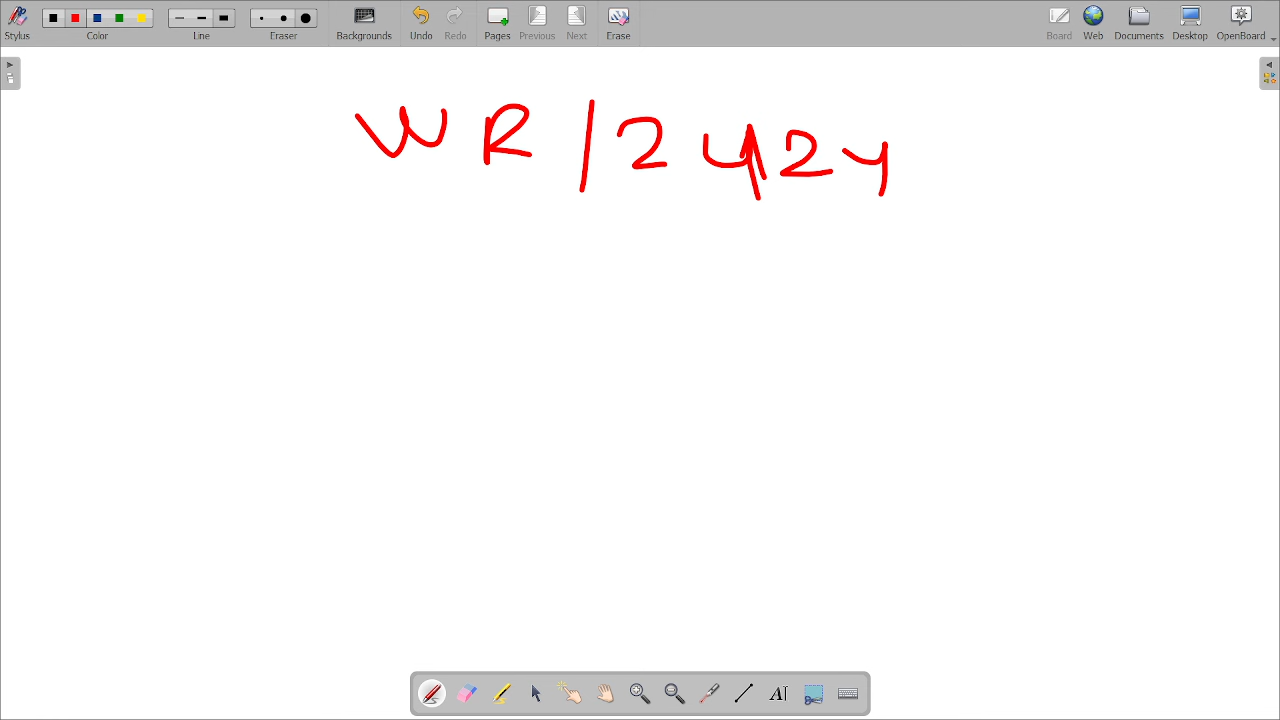 Stylus
Color
Line
Eraser
Backgrounds
Undo
Redo
Pages
Previous
Next
Erase
Board
Web
Documents
Desktop
OpenBoard
WR/2424